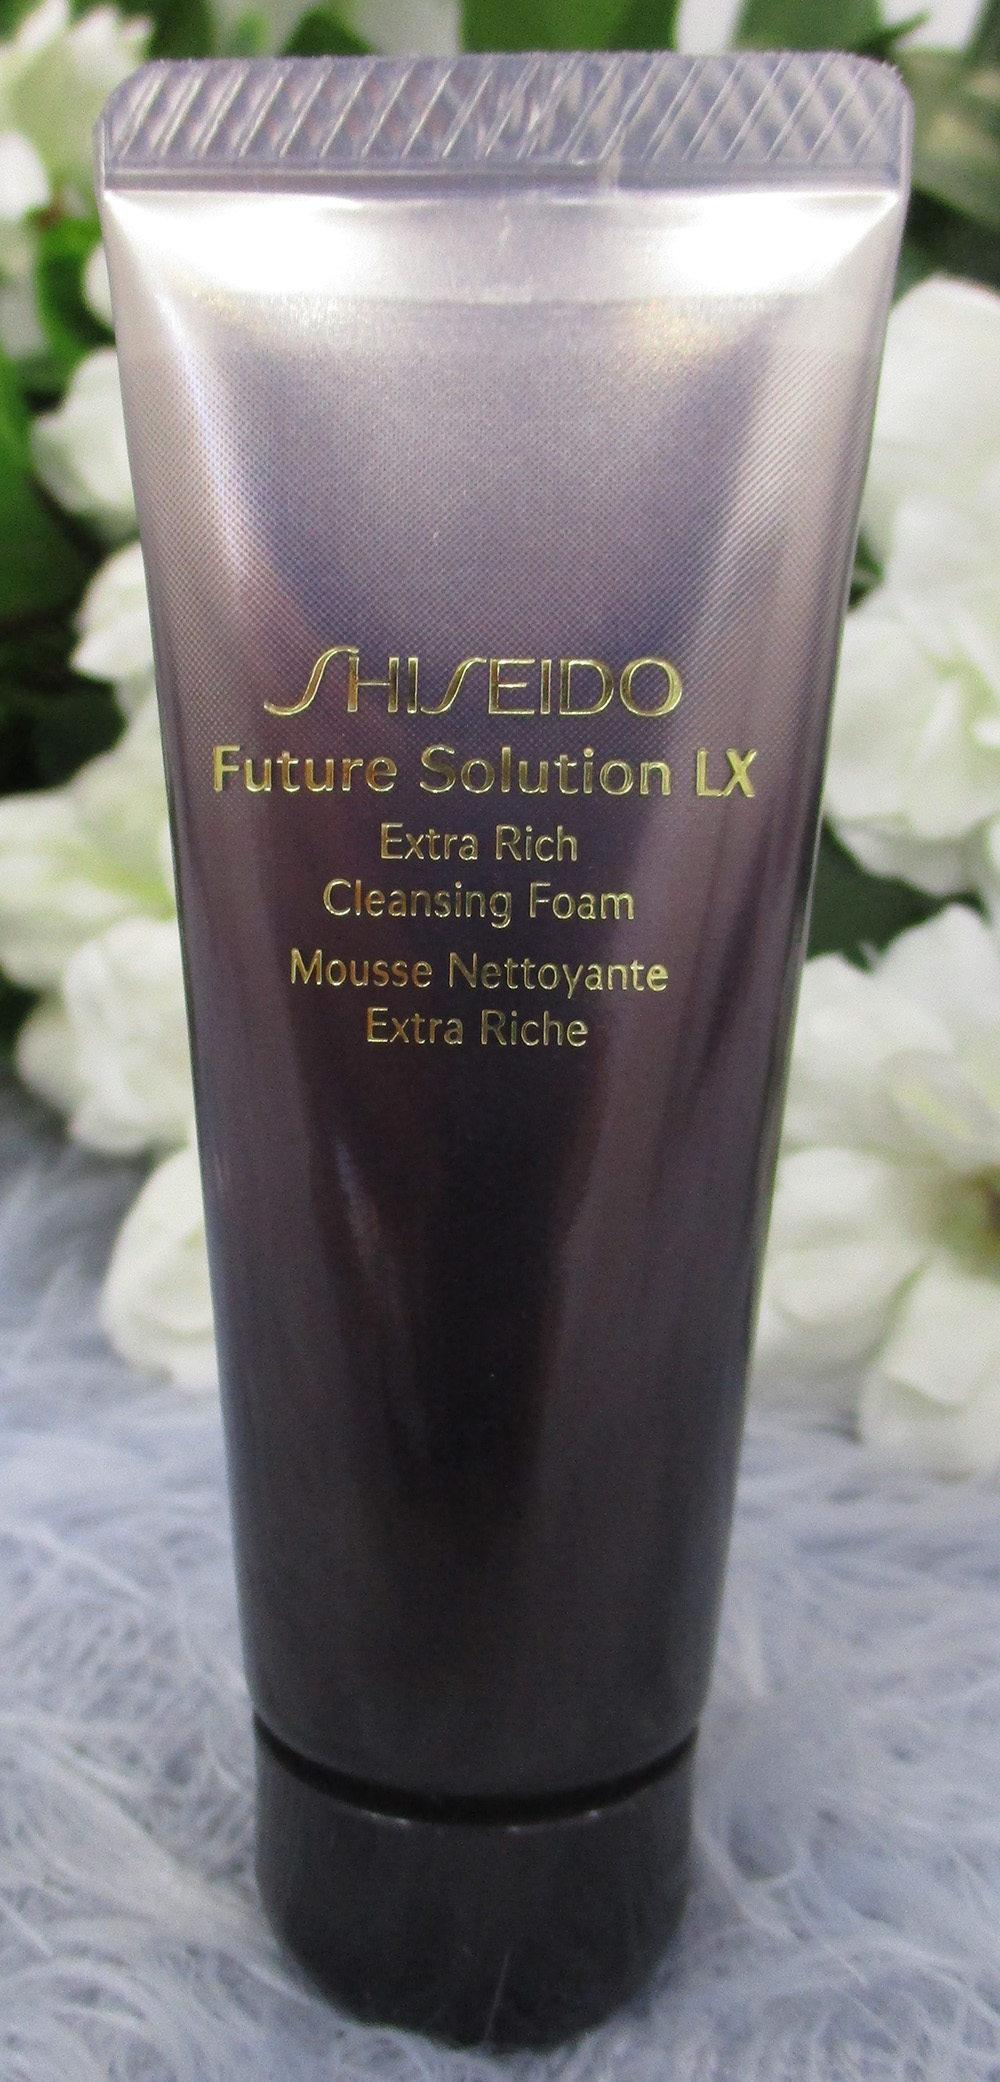 SHISEIDO
Future Solution LX
Extra Rich
Cleansing Foam
Mousse Nettoyante
Extra Riche